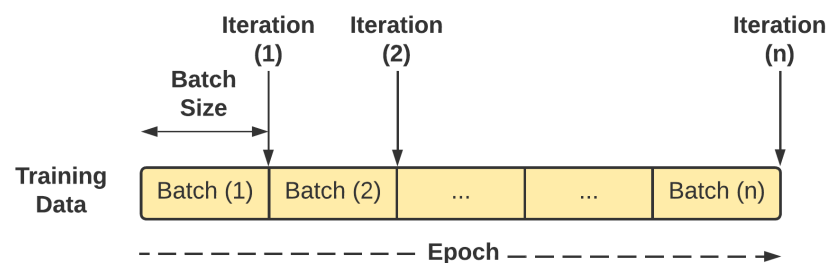 Iteration
(1)
Iteration
(2)
Iteration
(n)
Batch
Size
Training
Data
Batch (1)
Batch (2)
...
...
Batch (n)
Epoch